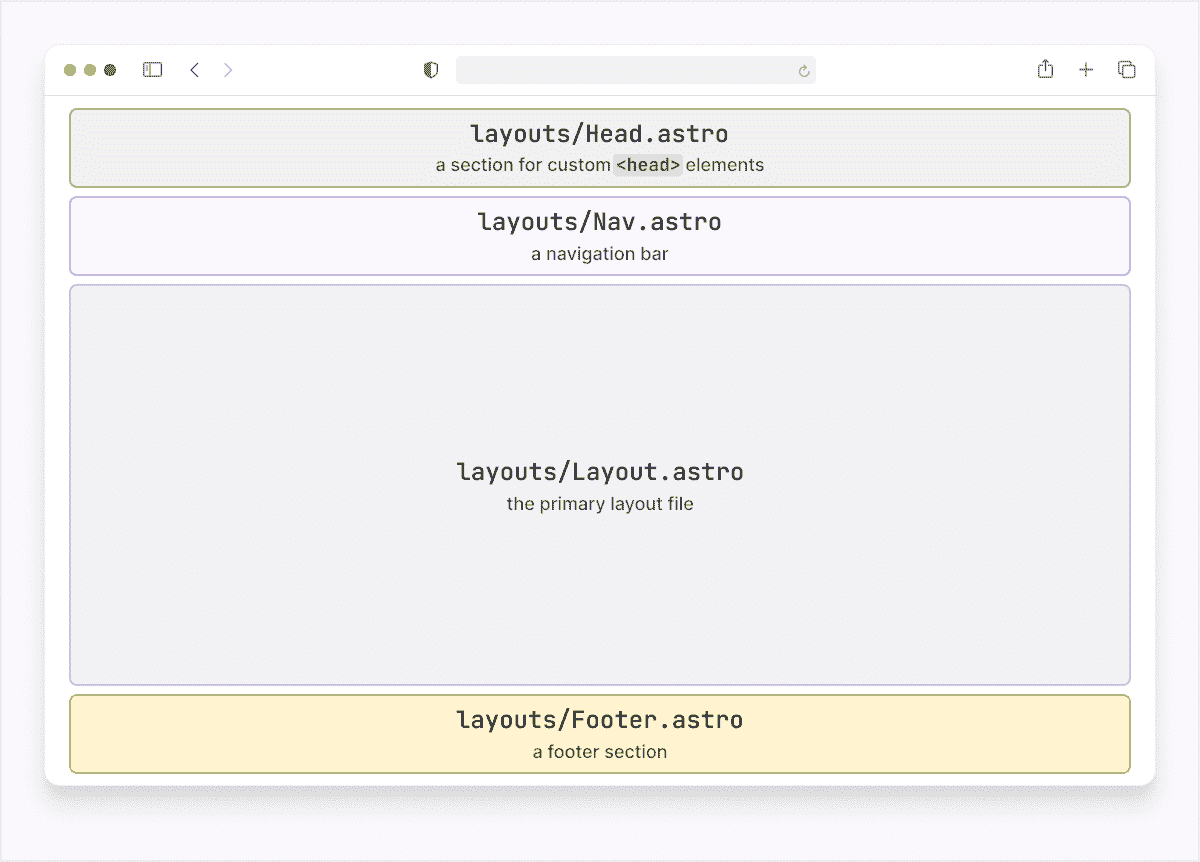 layouts/Head.astro
a section for custom <head> elements
layouts/Nav.astro
a navigation bar
layouts/Layout.astro
the primary layout file
layouts/Footer.astro
a footer section